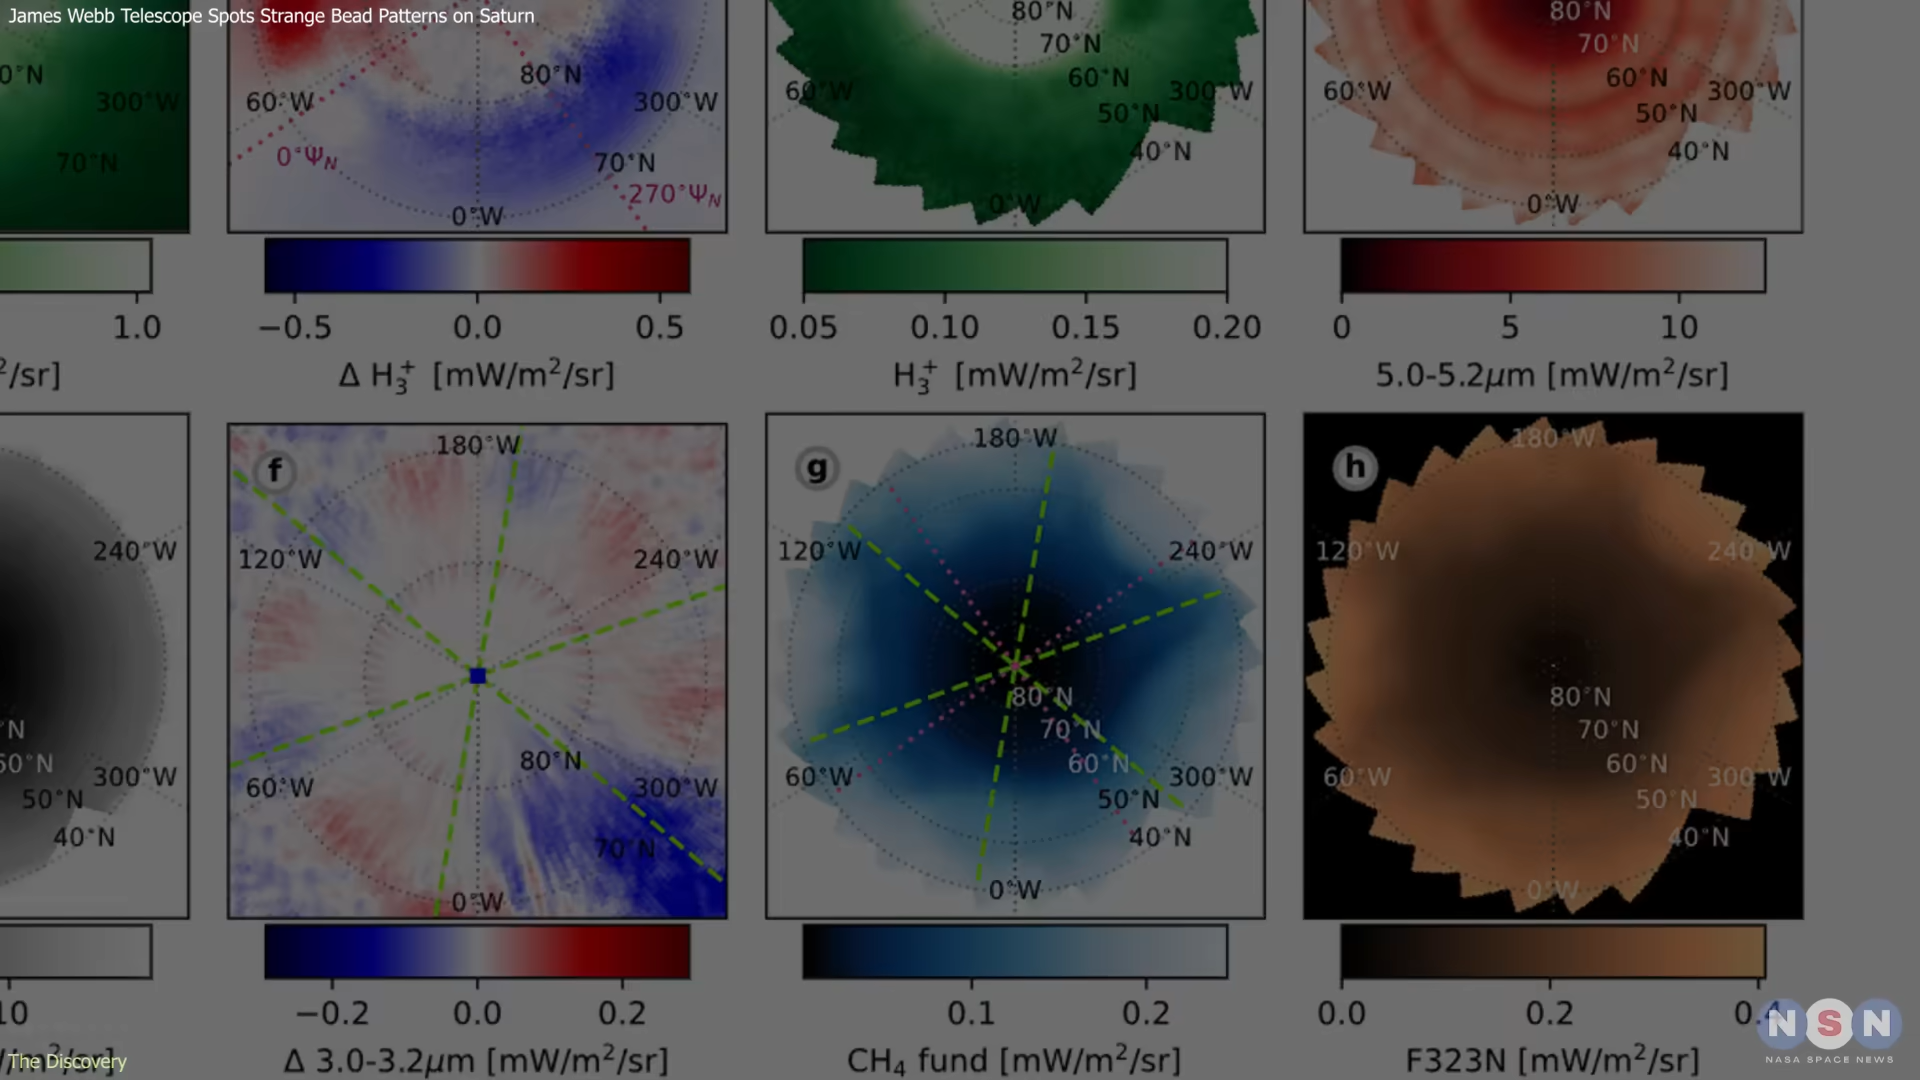 James Webb Telescope Spots Strange Bead Patterns on Saturn
0°N
300°W
70°N
1.0
²/sr]
80°N
60°W
300°W
0°Ψ_N
70°N
270°Ψ_N
0°W
−0.5 0.0 0.5
Δ H₃⁺ [mW/m²/sr]
80°N
70°N
60°N
60°W
300°W
50°N
40°N
0°W
0.05 0.10 0.15 0.20
H₃⁺ [mW/m²/sr]
80°N
70°N
60°N
60°W
300°W
50°N
40°N
0°W
0 5 10
5.0-5.2μm [mW/m²/sr]
240°W
°N
60°N
300°W
50°N
40°N
10
/m²/sr]
f
180°W
120°W
240°W
80°N
60°W
300°W
70°N
0°W
−0.2 0.0 0.2
Δ 3.0-3.2μm [mW/m²/sr]
g
180°W
120°W
240°W
80°N
70°N
60°N
60°W
300°W
50°N
40°N
0°W
0.1 0.2
CH₄ fund [mW/m²/sr]
h
180°W
120°W
240°W
80°N
70°N
60°N
60°W
300°W
50°N
40°N
0°W
0.0 0.2 0.4
F323N [mW/m²/sr]
The Discovery
NSN
NASA SPACE NEWS